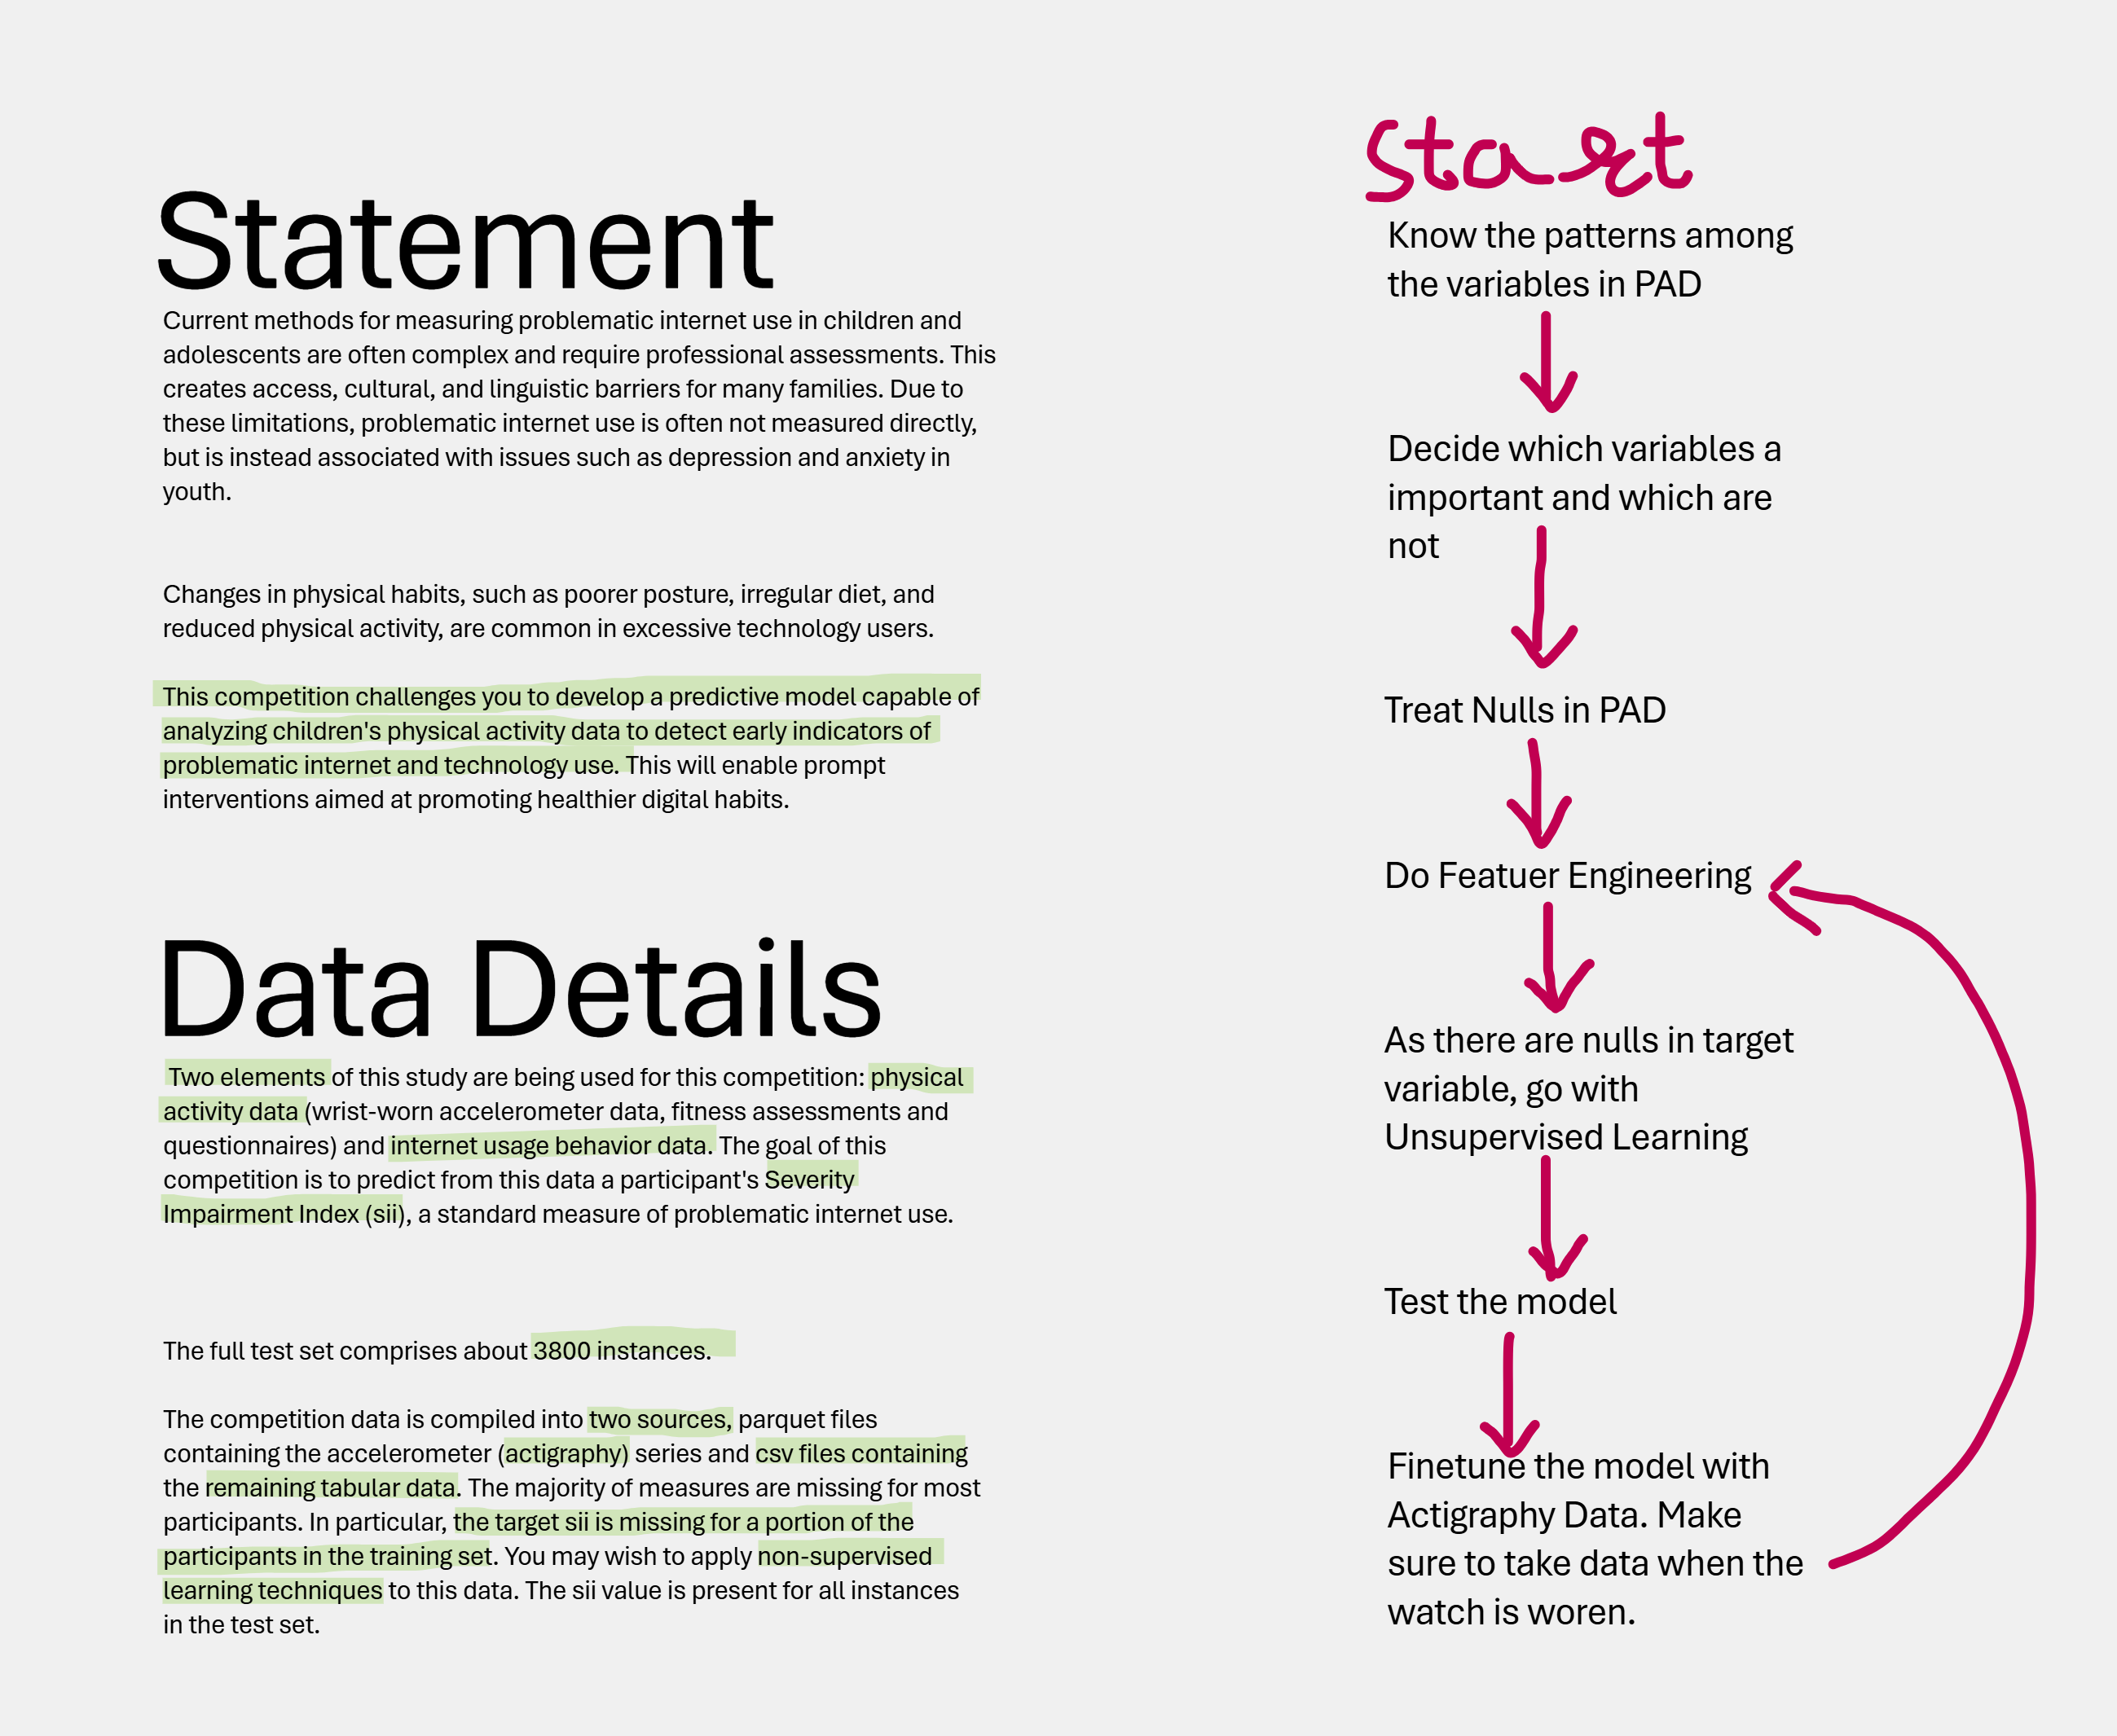 Statement
Current methods for measuring problematic internet use in children and
adolescents are often complex and require professional assessments. This
creates access, cultural, and linguistic barriers for many families. Due to
these limitations, problematic internet use is often not measured directly,
but is instead associated with issues such as depression and anxiety in
youth.
Changes in physical habits, such as poorer posture, irregular diet, and
reduced physical activity, are common in excessive technology users.
This competition challenges you to develop a predictive model capable of
analyzing children's physical activity data to detect early indicators of
problematic internet and technology use. This will enable prompt
interventions aimed at promoting healthier digital habits.
Data Details
Two elements of this study are being used for this competition: physical
activity data (wrist-worn accelerometer data, fitness assessments and
questionnaires) and internet usage behavior data. The goal of this
competition is to predict from this data a participant's Severity
Impairment Index (sii), a standard measure of problematic internet use.
The full test set comprises about 3800 instances.
The competition data is compiled into two sources, parquet files
containing the accelerometer (actigraphy) series and csv files containing
the remaining tabular data. The majority of measures are missing for most
participants. In particular, the target sii is missing for a portion of the
participants in the training set. You may wish to apply non-supervised
learning techniques to this data. The sii value is present for all instances
in the test set.
Start
Know the patterns among
the variables in PAD
Decide which variables a
important and which are
not
Treat Nulls in PAD
Do Featuer Engineering
As there are nulls in target
variable, go with
Unsupervised Learning
Test the model
Finetune the model with
Actigraphy Data. Make
sure to take data when the
watch is woren.